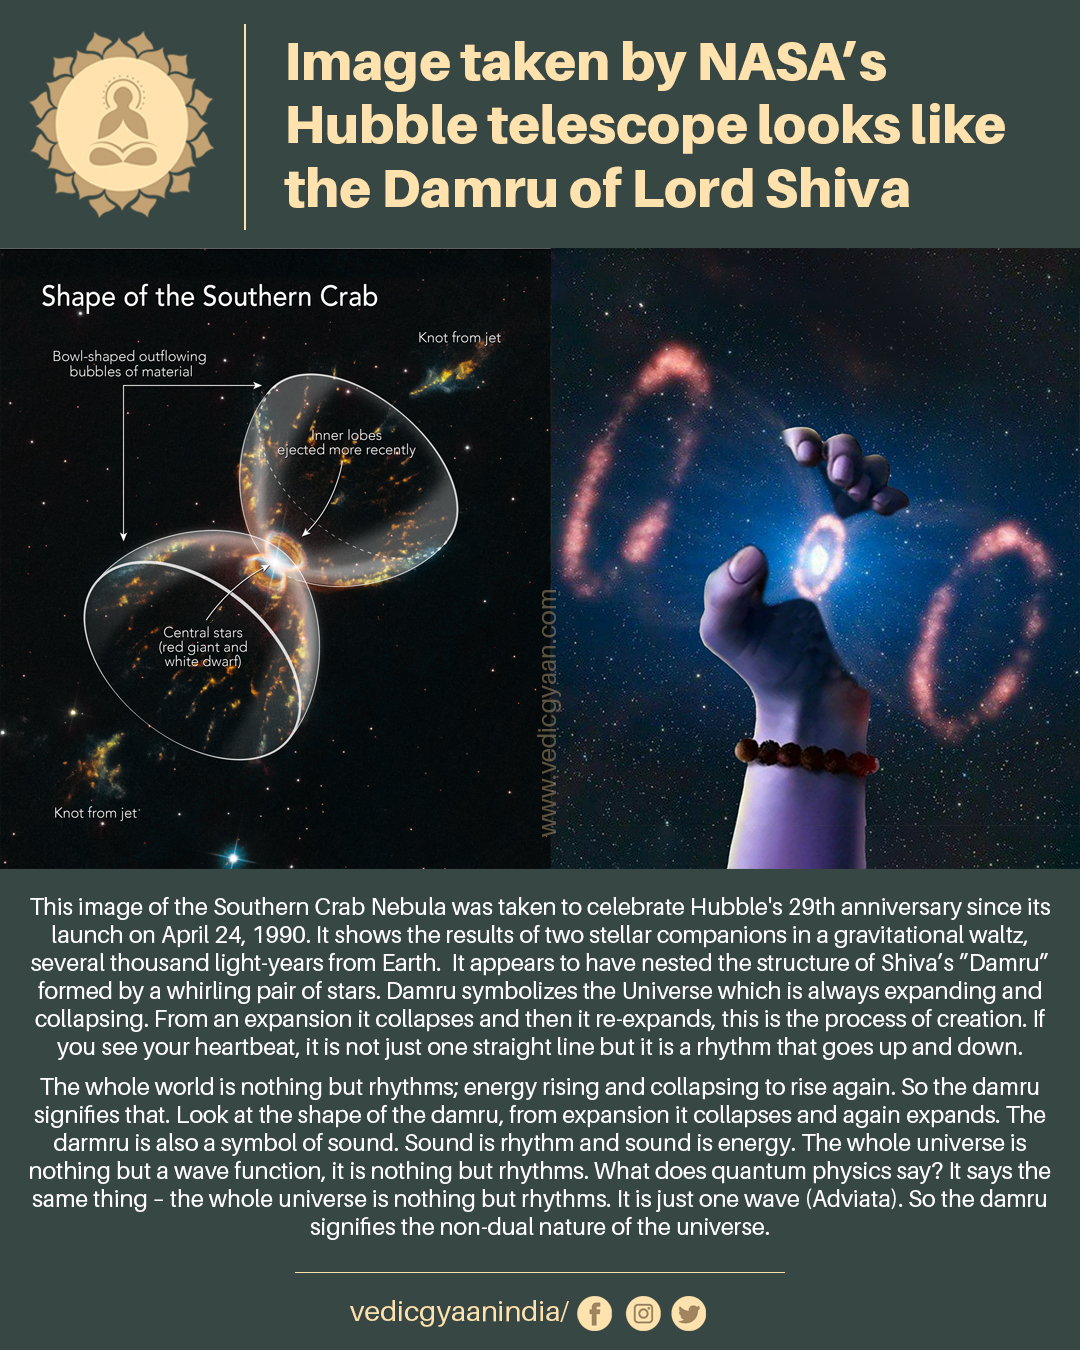 Image taken by NASA's
Hubble telescope looks like
the Damru of Lord Shiva
Shape of the Southern Crab
Knot from jet
Bowl-shaped outflowing
bubbles of material
Inner lobes
ejected more recently
Central stars
(red giant and
white dwarf)
Knot from jet
www.vedicgyaan.com
This image of the Southern Crab Nebula was taken to celebrate Hubble's 29th anniversary since its
launch on April 24, 1990. It shows the results of two stellar companions in a gravitational waltz,
several thousand light-years from Earth.  It appears to have nested the structure of Shiva's "Damru"
formed by a whirling pair of stars. Damru symbolizes the Universe which is always expanding and
collapsing. From an expansion it collapses and then it re-expands, this is the process of creation. If
you see your heartbeat, it is not just one straight line but it is a rhythm that goes up and down.
The whole world is nothing but rhythms; energy rising and collapsing to rise again. So the damru
signifies that. Look at the shape of the damru, from expansion it collapses and again expands. The
darmru is also a symbol of sound. Sound is rhythm and sound is energy. The whole universe is
nothing but a wave function, it is nothing but rhythms. What does quantum physics say? It says the
same thing – the whole universe is nothing but rhythms. It is just one wave (Adviata). So the damru
signifies the non-dual nature of the universe.
vedicgyaanindia/